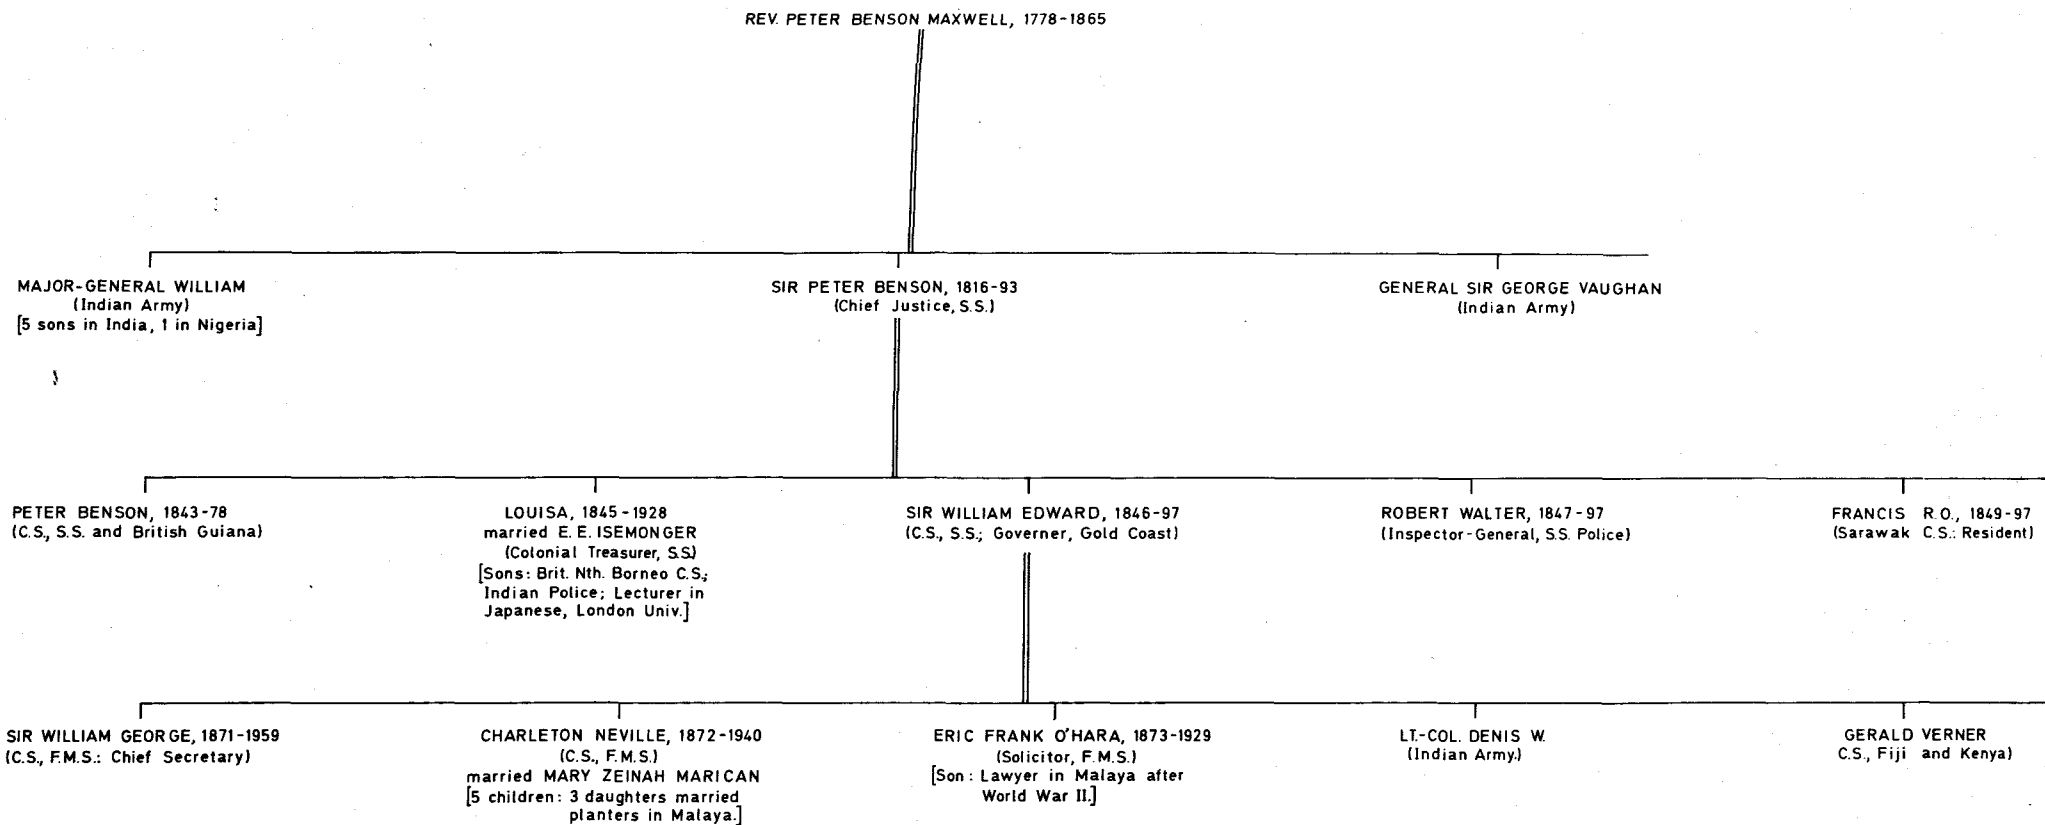 REV. PETER BENSON MAXWELL, 1778-1865
MAJOR-GENERAL WILLIAM
(Indian Army)
[5 sons in India, 1 in Nigeria]
SIR PETER BENSON, 1816-93
(Chief Justice, S.S.)
GENERAL SIR GEORGE VAUGHAN
(Indian Army)
PETER BENSON, 1843-78
(C.S., S.S. and British Guiana)
LOUISA, 1845-1928
married E. E. ISEMONGER
(Colonial Treasurer, S.S.)
[Sons: Brit. Nth. Borneo C.S.;
Indian Police; Lecturer in
Japanese, London Univ.]
SIR WILLIAM EDWARD, 1846-97
(C.S., S.S.; Governer, Gold Coast)
ROBERT WALTER, 1847-97
(Inspector-General, S.S. Police)
FRANCIS R.O., 1849-97
(Sarawak C.S.: Resident)
SIR WILLIAM GEORGE, 1871-1959
(C.S., F.M.S.: Chief Secretary)
CHARLETON NEVILLE, 1872-1940
(C.S., F.M.S.)
married MARY ZEINAH MARICAN
[5 children: 3 daughters married
planters in Malaya.]
ERIC FRANK O'HARA, 1873-1929
(Solicitor, F.M.S.)
[Son: Lawyer in Malaya after
World War II.]
LT.-COL. DENIS W.
(Indian Army.)
GERALD VERNER
C.S., Fiji and Kenya)